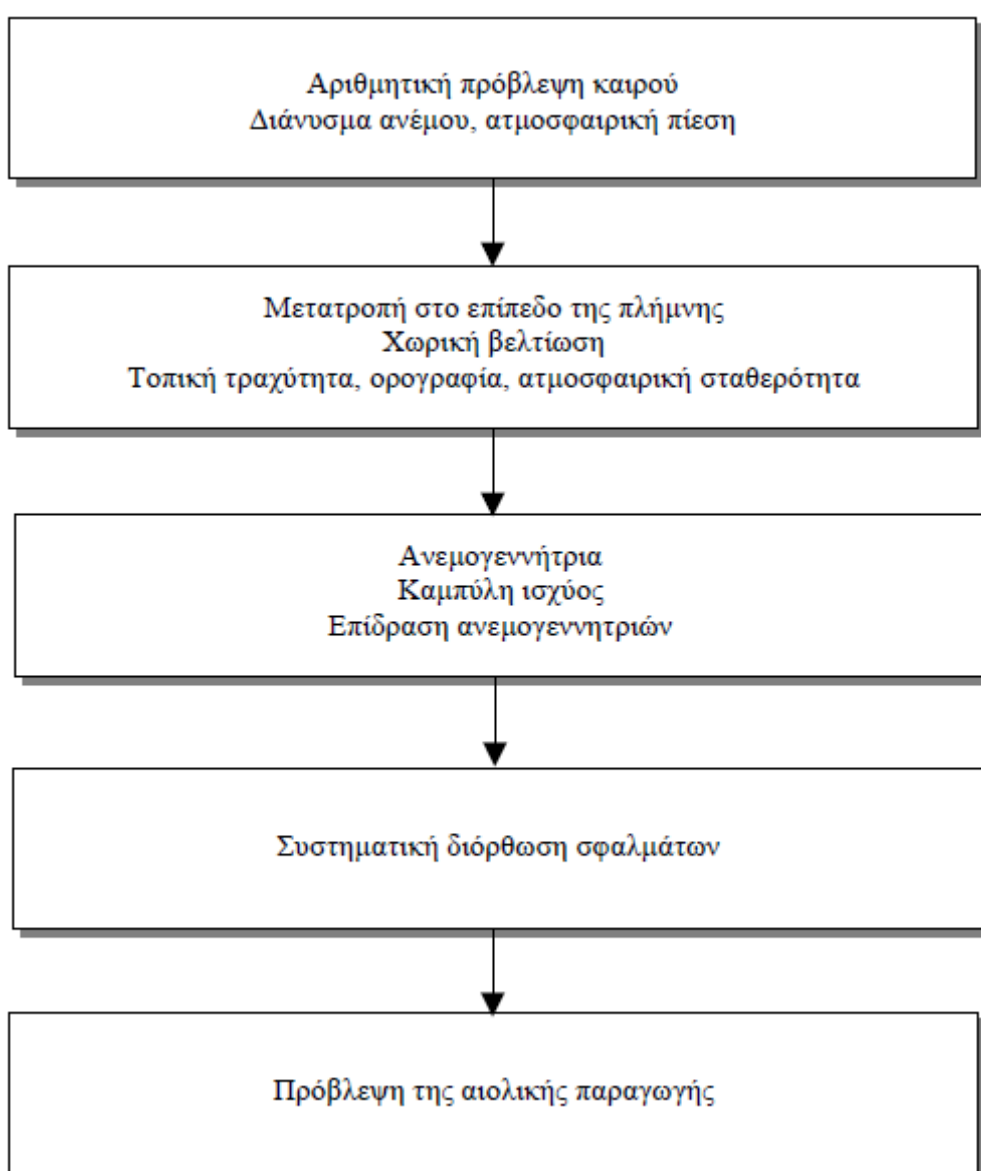 Αριθμητική πρόβλεψη καιρού
Διάνυσμα ανέμου, ατμοσφαιρική πίεση
Μετατροπή στο επίπεδο της πλήμνης
Χωρική βελτίωση
Τοπική τραχύτητα, ορογραφία, ατμοσφαιρική σταθερότητα
Ανεμογεννήτρια
Καμπύλη ισχύος
Επίδραση ανεμογεννητριών
Συστηματική διόρθωση σφαλμάτων
Πρόβλεψη της αιολικής παραγωγής